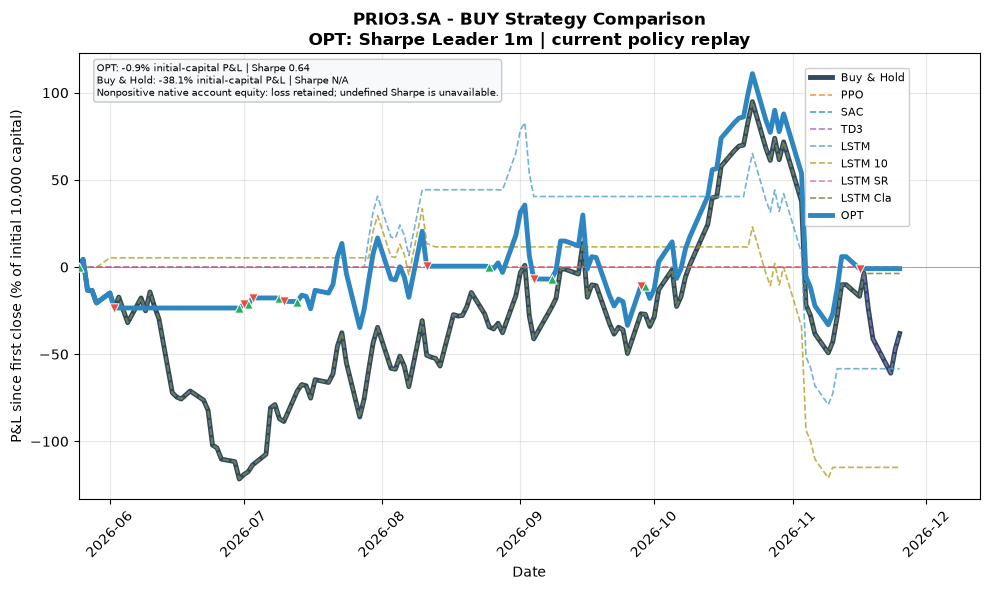 PRIO3.SA - BUY Strategy Comparison
OPT: Sharpe Leader 1m | current policy replay
OPT: -0.9% initial-capital P&L | Sharpe 0.64
Buy & Hold: -38.1% initial-capital P&L | Sharpe N/A
Nonpositive native account equity: loss retained; undefined Sharpe is unavailable.
Buy & Hold
PPO
SAC
TD3
LSTM
LSTM 10
LSTM SR
LSTM Cla
OPT
P&L since first close (% of initial 10,000 capital)
100
50
0
−50
−100
2026-06
2026-07
2026-08
2026-09
2026-10
2026-11
2026-12
Date